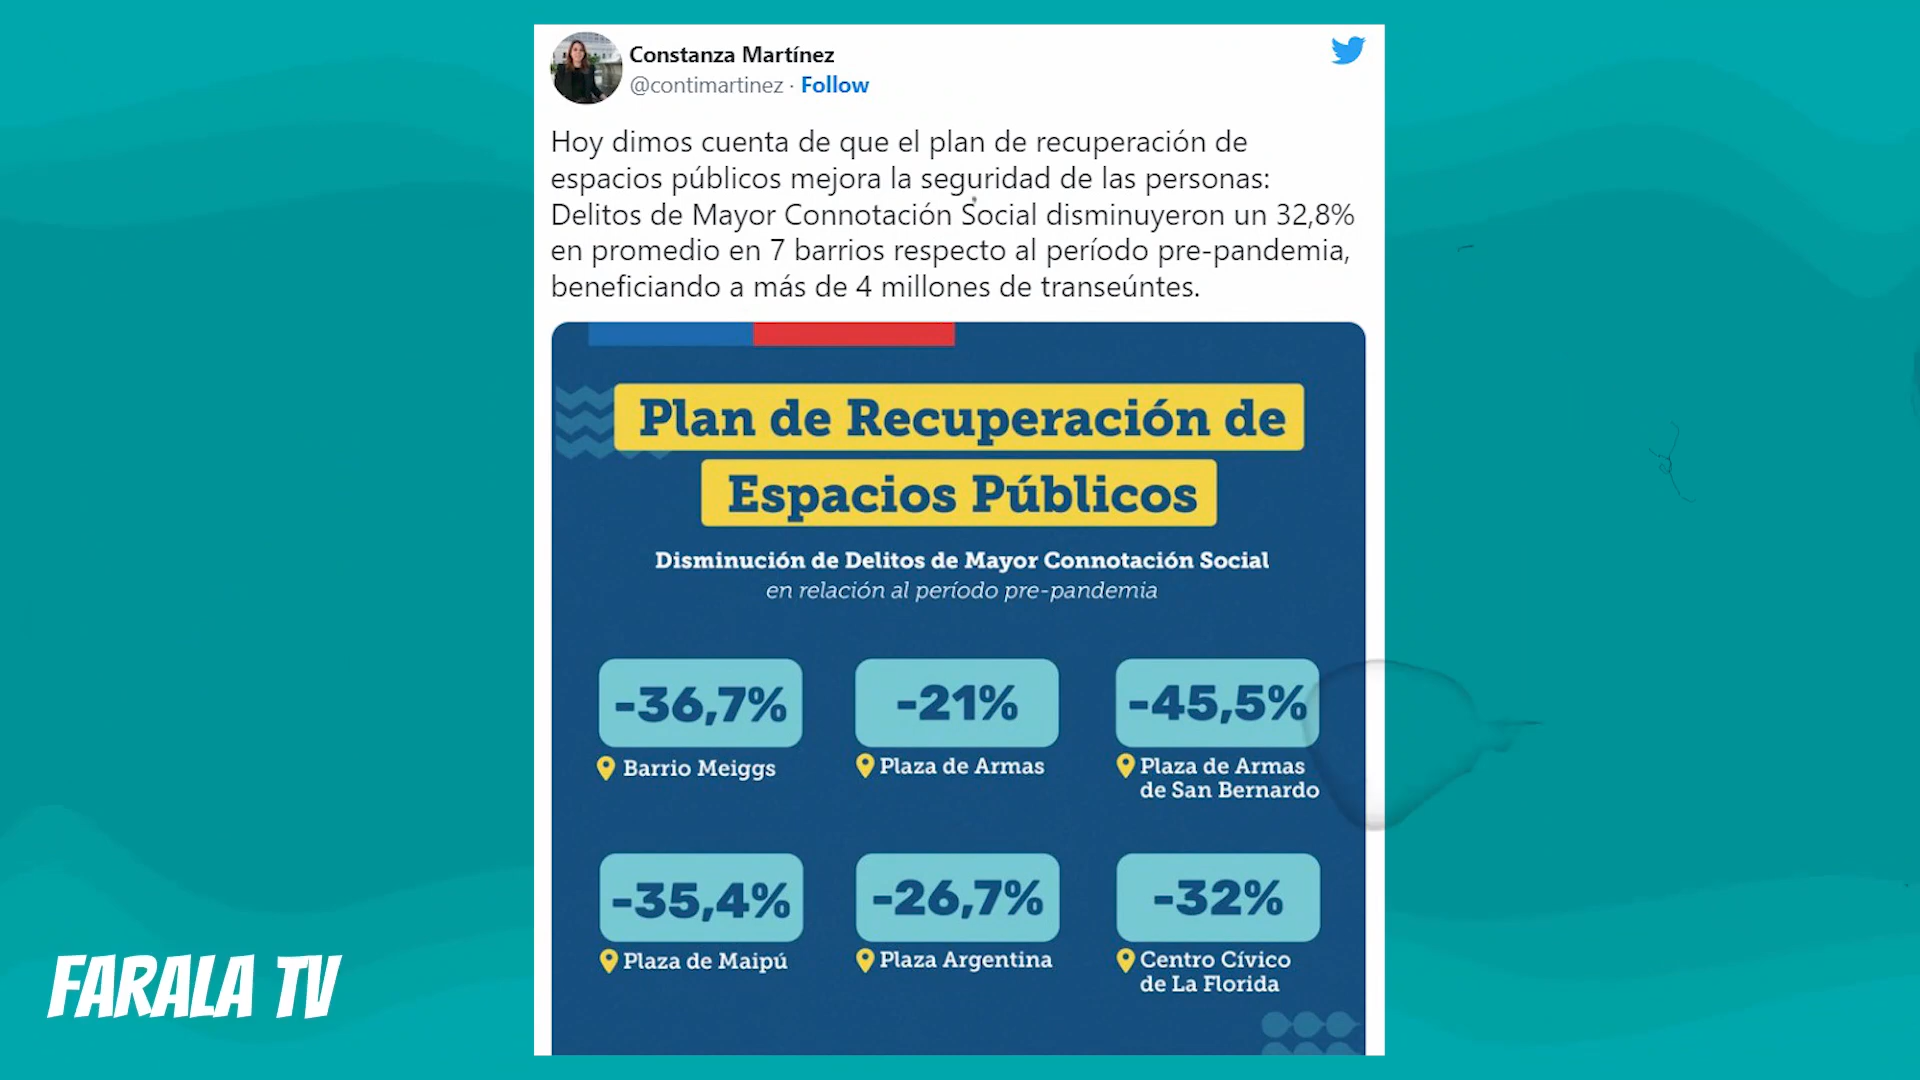 Constanza Martínez
@contimartinez · Follow
Hoy dimos cuenta de que el plan de recuperación de
espacios públicos mejora la seguridad de las personas:
Delitos de Mayor Connotación Social disminuyeron un 32,8%
en promedio en 7 barrios respecto al período pre-pandemia,
beneficiando a más de 4 millones de transeúntes.
Plan de Recuperación de
Espacios Públicos
Disminución de Delitos de Mayor Connotación Social
en relación al período pre-pandemia
-36,7%
Barrio Meiggs
-21%
Plaza de Armas
-45,5%
Plaza de Armas
de San Bernardo
-35,4%
Plaza de Maipú
-26,7%
Plaza Argentina
-32%
Centro Cívico
de La Florida
FARALA TV